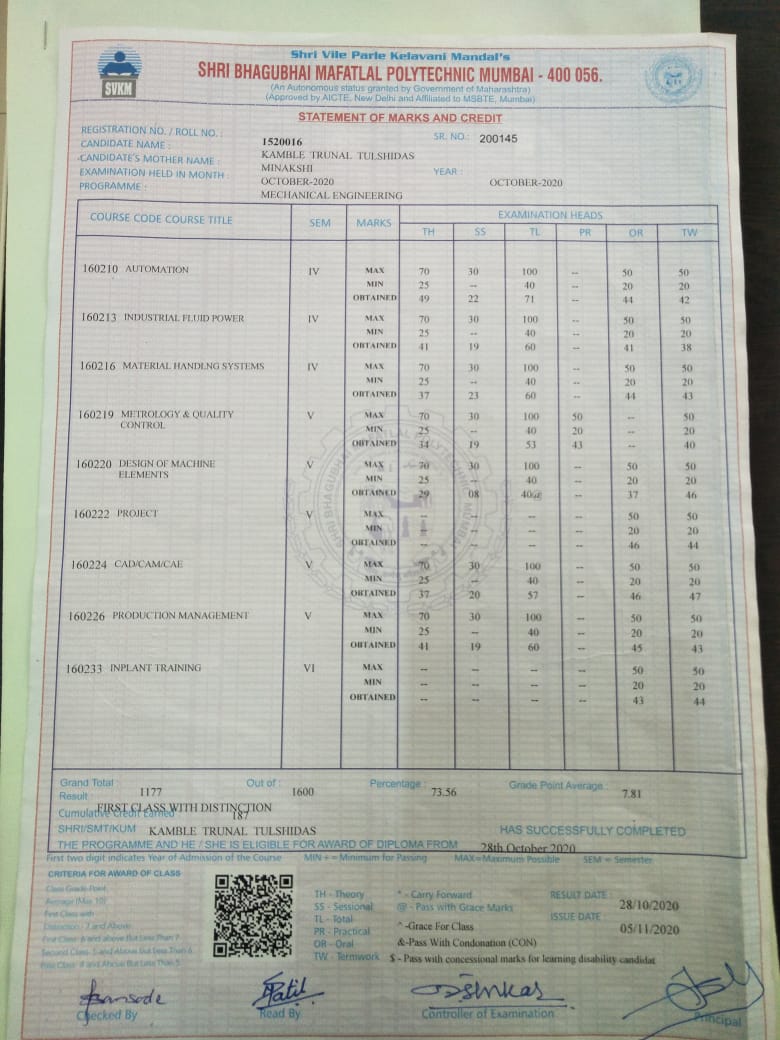 Shri Vile Parle Kelavani Mandal's
SHRI BHAGUBHAI MAFATLAL POLYTECHNIC MUMBAI - 400 056.
(An Autonomous status granted by Government of Maharashtra)
(Approved by AICTE, New Delhi and Affiliated to MSBTE, Mumbai)
SVKM
STATEMENT OF MARKS AND CREDIT
REGISTRATION NO. / ROLL NO. : 1520016 SR. NO.: 200145
CANDIDATE NAME : KAMBLE TRUNAL TULSHIDAS
CANDIDATE'S MOTHER NAME : MINAKSHI
EXAMINATION HELD IN MONTH : OCTOBER-2020 YEAR : OCTOBER-2020
PROGRAMME : MECHANICAL ENGINEERING
COURSE CODE COURSE TITLE SEM MARKS EXAMINATION HEADS
TH SS TL PR OR TW
160210 AUTOMATION IV MAX 70 30 100 -- 50 50
MIN 25 -- 40 -- 20 20
OBTAINED 49 22 71 -- 44 42
160213 INDUSTRIAL FLUID POWER IV MAX 70 30 100 -- 50 50
MIN 25 -- 40 -- 20 20
OBTAINED 41 19 60 -- 41 38
160216 MATERIAL HANDLNG SYSTEMS IV MAX 70 30 100 -- 50 50
MIN 25 -- 40 -- 20 20
OBTAINED 37 23 60 -- 44 43
160219 METROLOGY & QUALITY V MAX 70 30 100 50 -- 50
CONTROL MIN 25 -- 40 20 -- 20
OBTAINED 34 19 53 43 -- 40
160220 DESIGN OF MACHINE V MAX 70 30 100 -- 50 50
ELEMENTS MIN 25 -- 40 -- 20 20
OBTAINED 29 08 40@ -- 37 46
160222 PROJECT V MAX -- -- -- -- 50 50
MIN -- -- -- -- 20 20
OBTAINED -- -- -- -- 46 44
160224 CAD/CAM/CAE V MAX 70 30 100 -- 50 50
MIN 25 -- 40 -- 20 20
OBTAINED 37 20 57 -- 46 47
160226 PRODUCTION MANAGEMENT V MAX 70 30 100 -- 50 50
MIN 25 -- 40 -- 20 20
OBTAINED 41 19 60 -- 45 43
160233 INPLANT TRAINING VI MAX -- -- -- -- 50 50
MIN -- -- -- -- 20 20
OBTAINED -- -- -- -- 43 44
Grand Total : 1177 Out of : 1600 Percentage : 73.56 Grade Point Average : 7.81
Result : FIRST CLASS WITH DISTINCTION
Cumulative Credit Earned : 187
SHRI/SMT/KUM KAMBLE TRUNAL TULSHIDAS HAS SUCCESSFULLY COMPLETED
THE PROGRAMME AND HE / SHE IS ELIGIBLE FOR AWARD OF DIPLOMA FROM 28th October 2020
First two digit indicates Year of Admission of the Course MIN += Minimum for Passing MAX=Maximum Possible SEM = Semester
CRITERIA FOR AWARD OF CLASS
Class Grade Point
Average (Max 10)
First Class with
Distinction - 7 and Above
First Class- 6 and above But Less Than 7
Second Class- 5 and Above But Less Than 6
Pass Class- 4 and Above But Less Than 5
TH - Theory * - Carry Forward RESULT DATE : 28/10/2020
SS - Sessional @ - Pass with Grace Marks
TL - Total ^ -Grace For Class ISSUE DATE : 05/11/2020
PR - Practical
OR - Oral &-Pass With Condonation (CON)
TW - Termwork $ - Pass with concessional marks for learning disability candidat
Checked By Read By Controller of Examination Principal